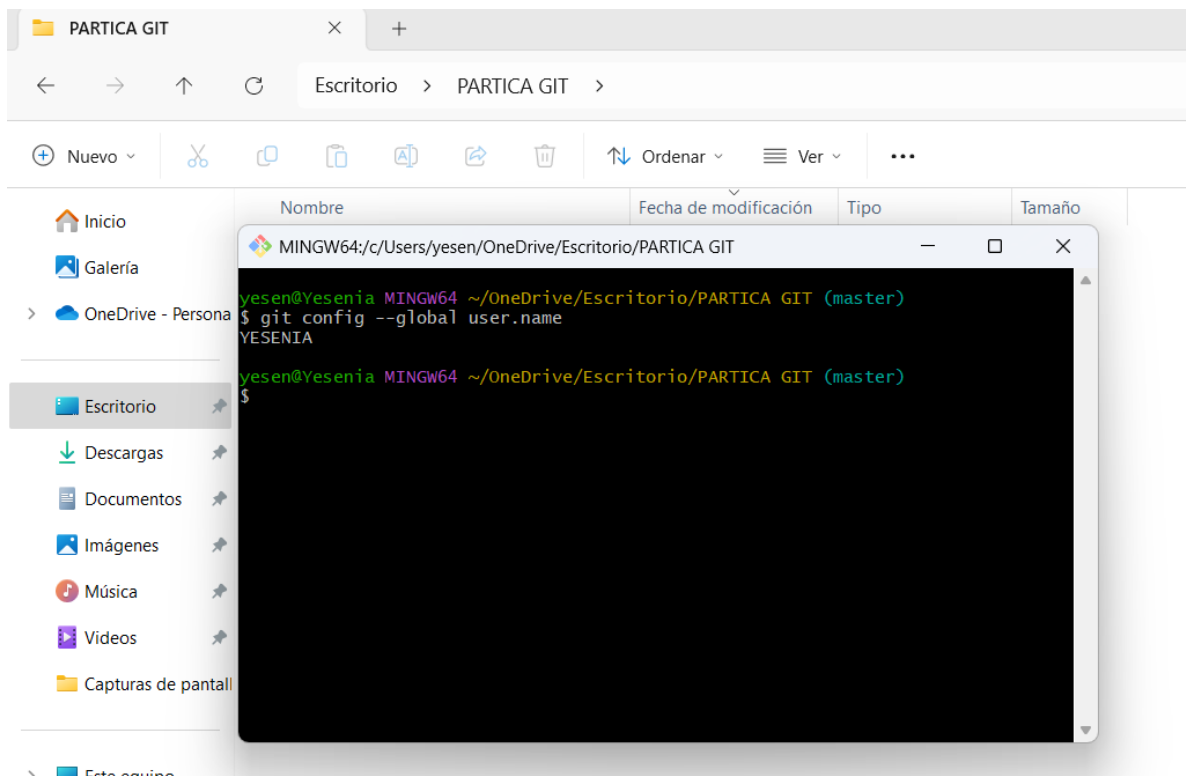 PARTICA GIT
Escritorio > PARTICA GIT >
Nuevo
Ordenar
Ver
Nombre Fecha de modificación Tipo Tamaño
Inicio
Galería
OneDrive - Persona
Escritorio
Descargas
Documentos
Imágenes
Música
Videos
Capturas de pantall
Este equipo
MINGW64:/c/Users/yesen/OneDrive/Escritorio/PARTICA GIT
yesen@Yesenia MINGW64 ~/OneDrive/Escritorio/PARTICA GIT (master)
$ git config --global user.name
YESENIA
yesen@Yesenia MINGW64 ~/OneDrive/Escritorio/PARTICA GIT (master)
$